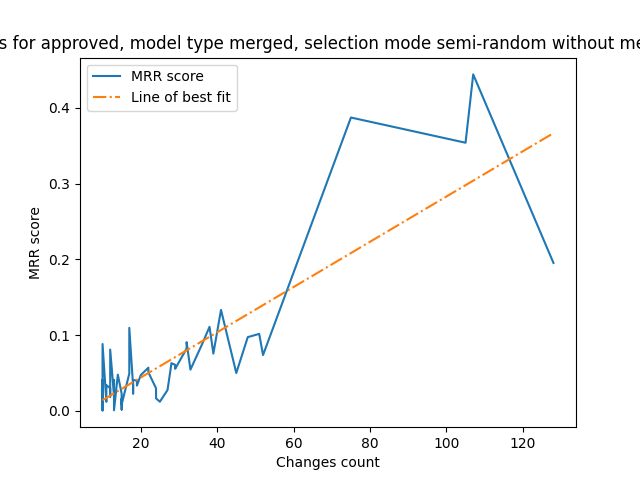 s for approved, model type merged, selection mode semi-random without me
MRR score
Line of best fit
0.4
0.3
0.2
0.1
0.0
MRR score
20 40 60 80 100 120
Changes count